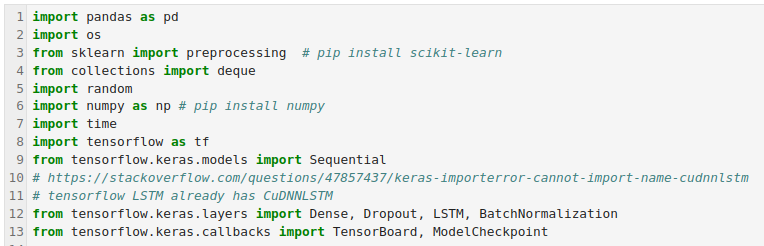 1 import pandas as pd
2 import os
3 from sklearn import preprocessing  # pip install scikit-learn
4 from collections import deque
5 import random
6 import numpy as np # pip install numpy
7 import time
8 import tensorflow as tf
9 from tensorflow.keras.models import Sequential
10 # https://stackoverflow.com/questions/47857437/keras-importerror-cannot-import-name-cudnnlstm
11 # tensorflow LSTM already has CuDNNLSTM
12 from tensorflow.keras.layers import Dense, Dropout, LSTM, BatchNormalization
13 from tensorflow.keras.callbacks import TensorBoard, ModelCheckpoint